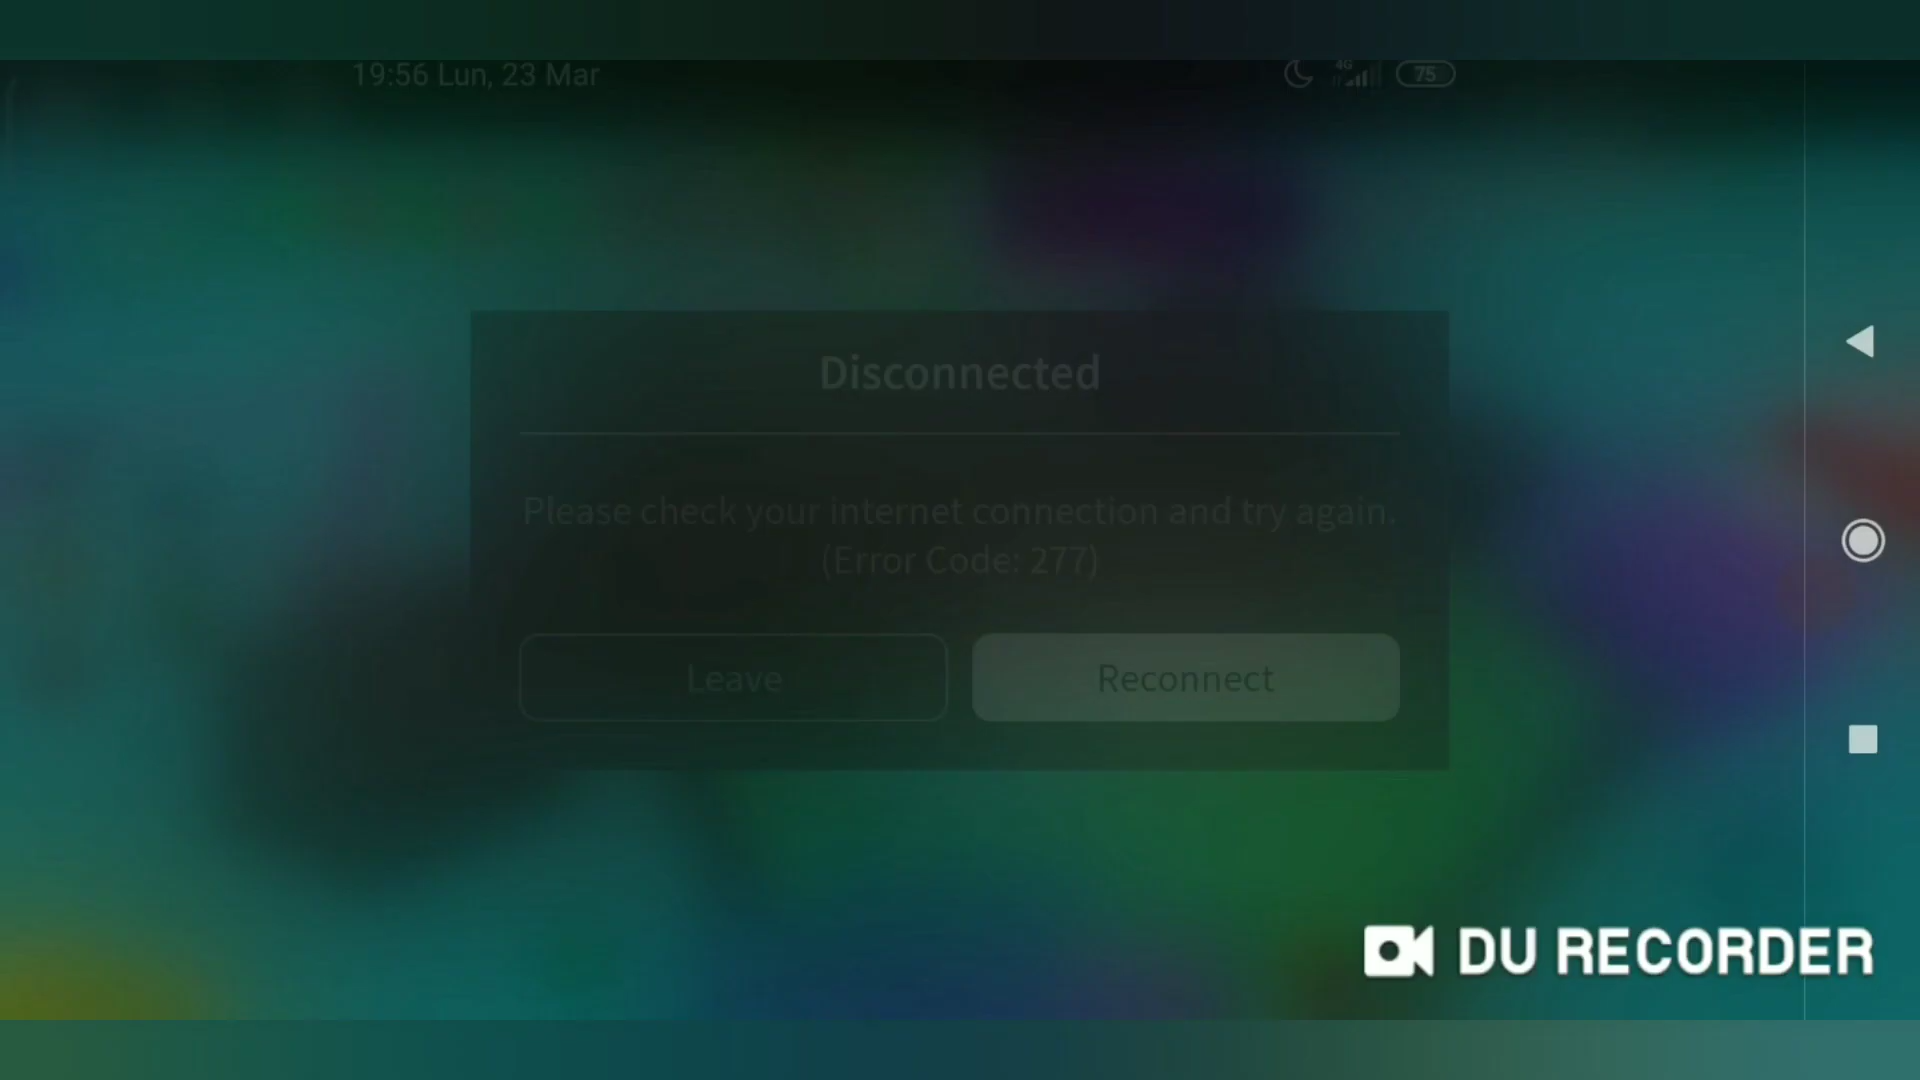 19:56 Lun, 23 Mar
4G
75
Disconnected
Please check your internet connection and try again.
(Error Code: 277)
Leave
Reconnect
DU RECORDER